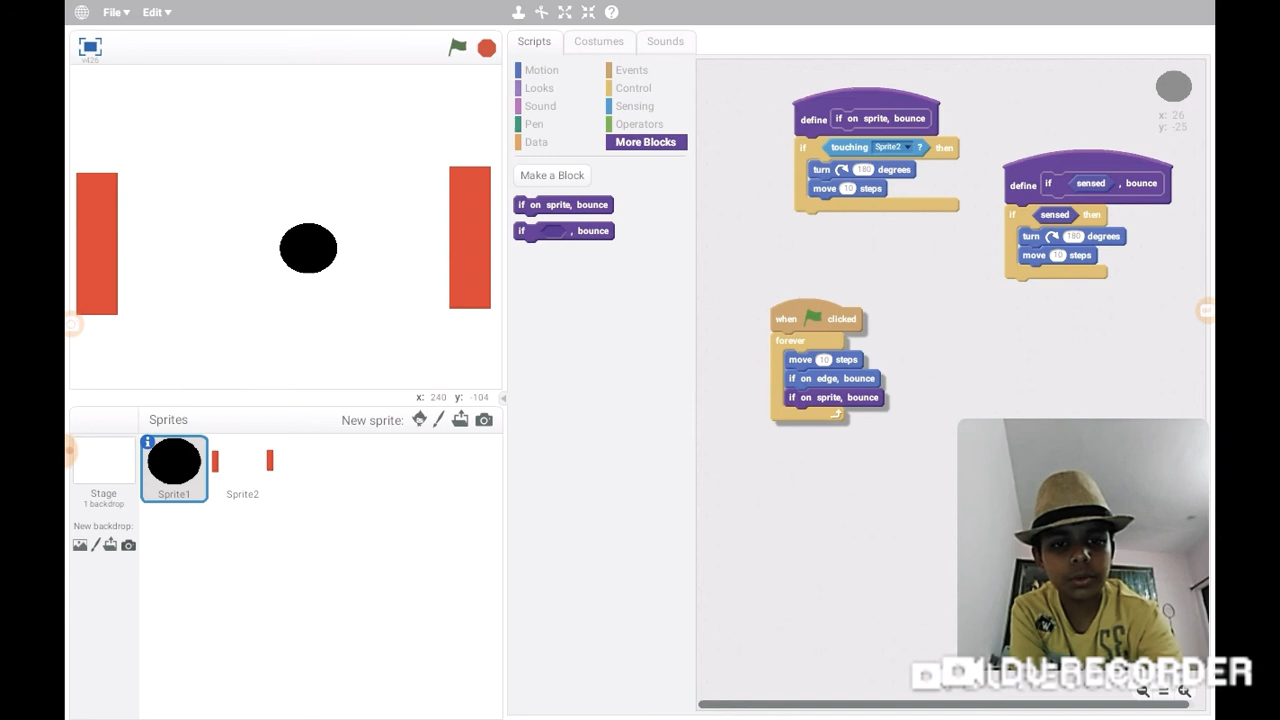 File▼ Edit▼
v426
Scripts Costumes Sounds
Motion Events
Looks Control
Sound Sensing
Pen Operators
Data More Blocks
Make a Block
if on sprite, bounce
if , bounce
define if on sprite, bounce
if touching Sprite2 ▼ ? then
turn 180 degrees
move 10 steps
x: 26
y: -25
define if sensed , bounce
if sensed then
turn 180 degrees
move 10 steps
when clicked
forever
move 10 steps
if on edge, bounce
if on sprite, bounce
x: 240 y: -104
Sprites New sprite:
Stage
1 backdrop
Sprite1
Sprite2
New backdrop: